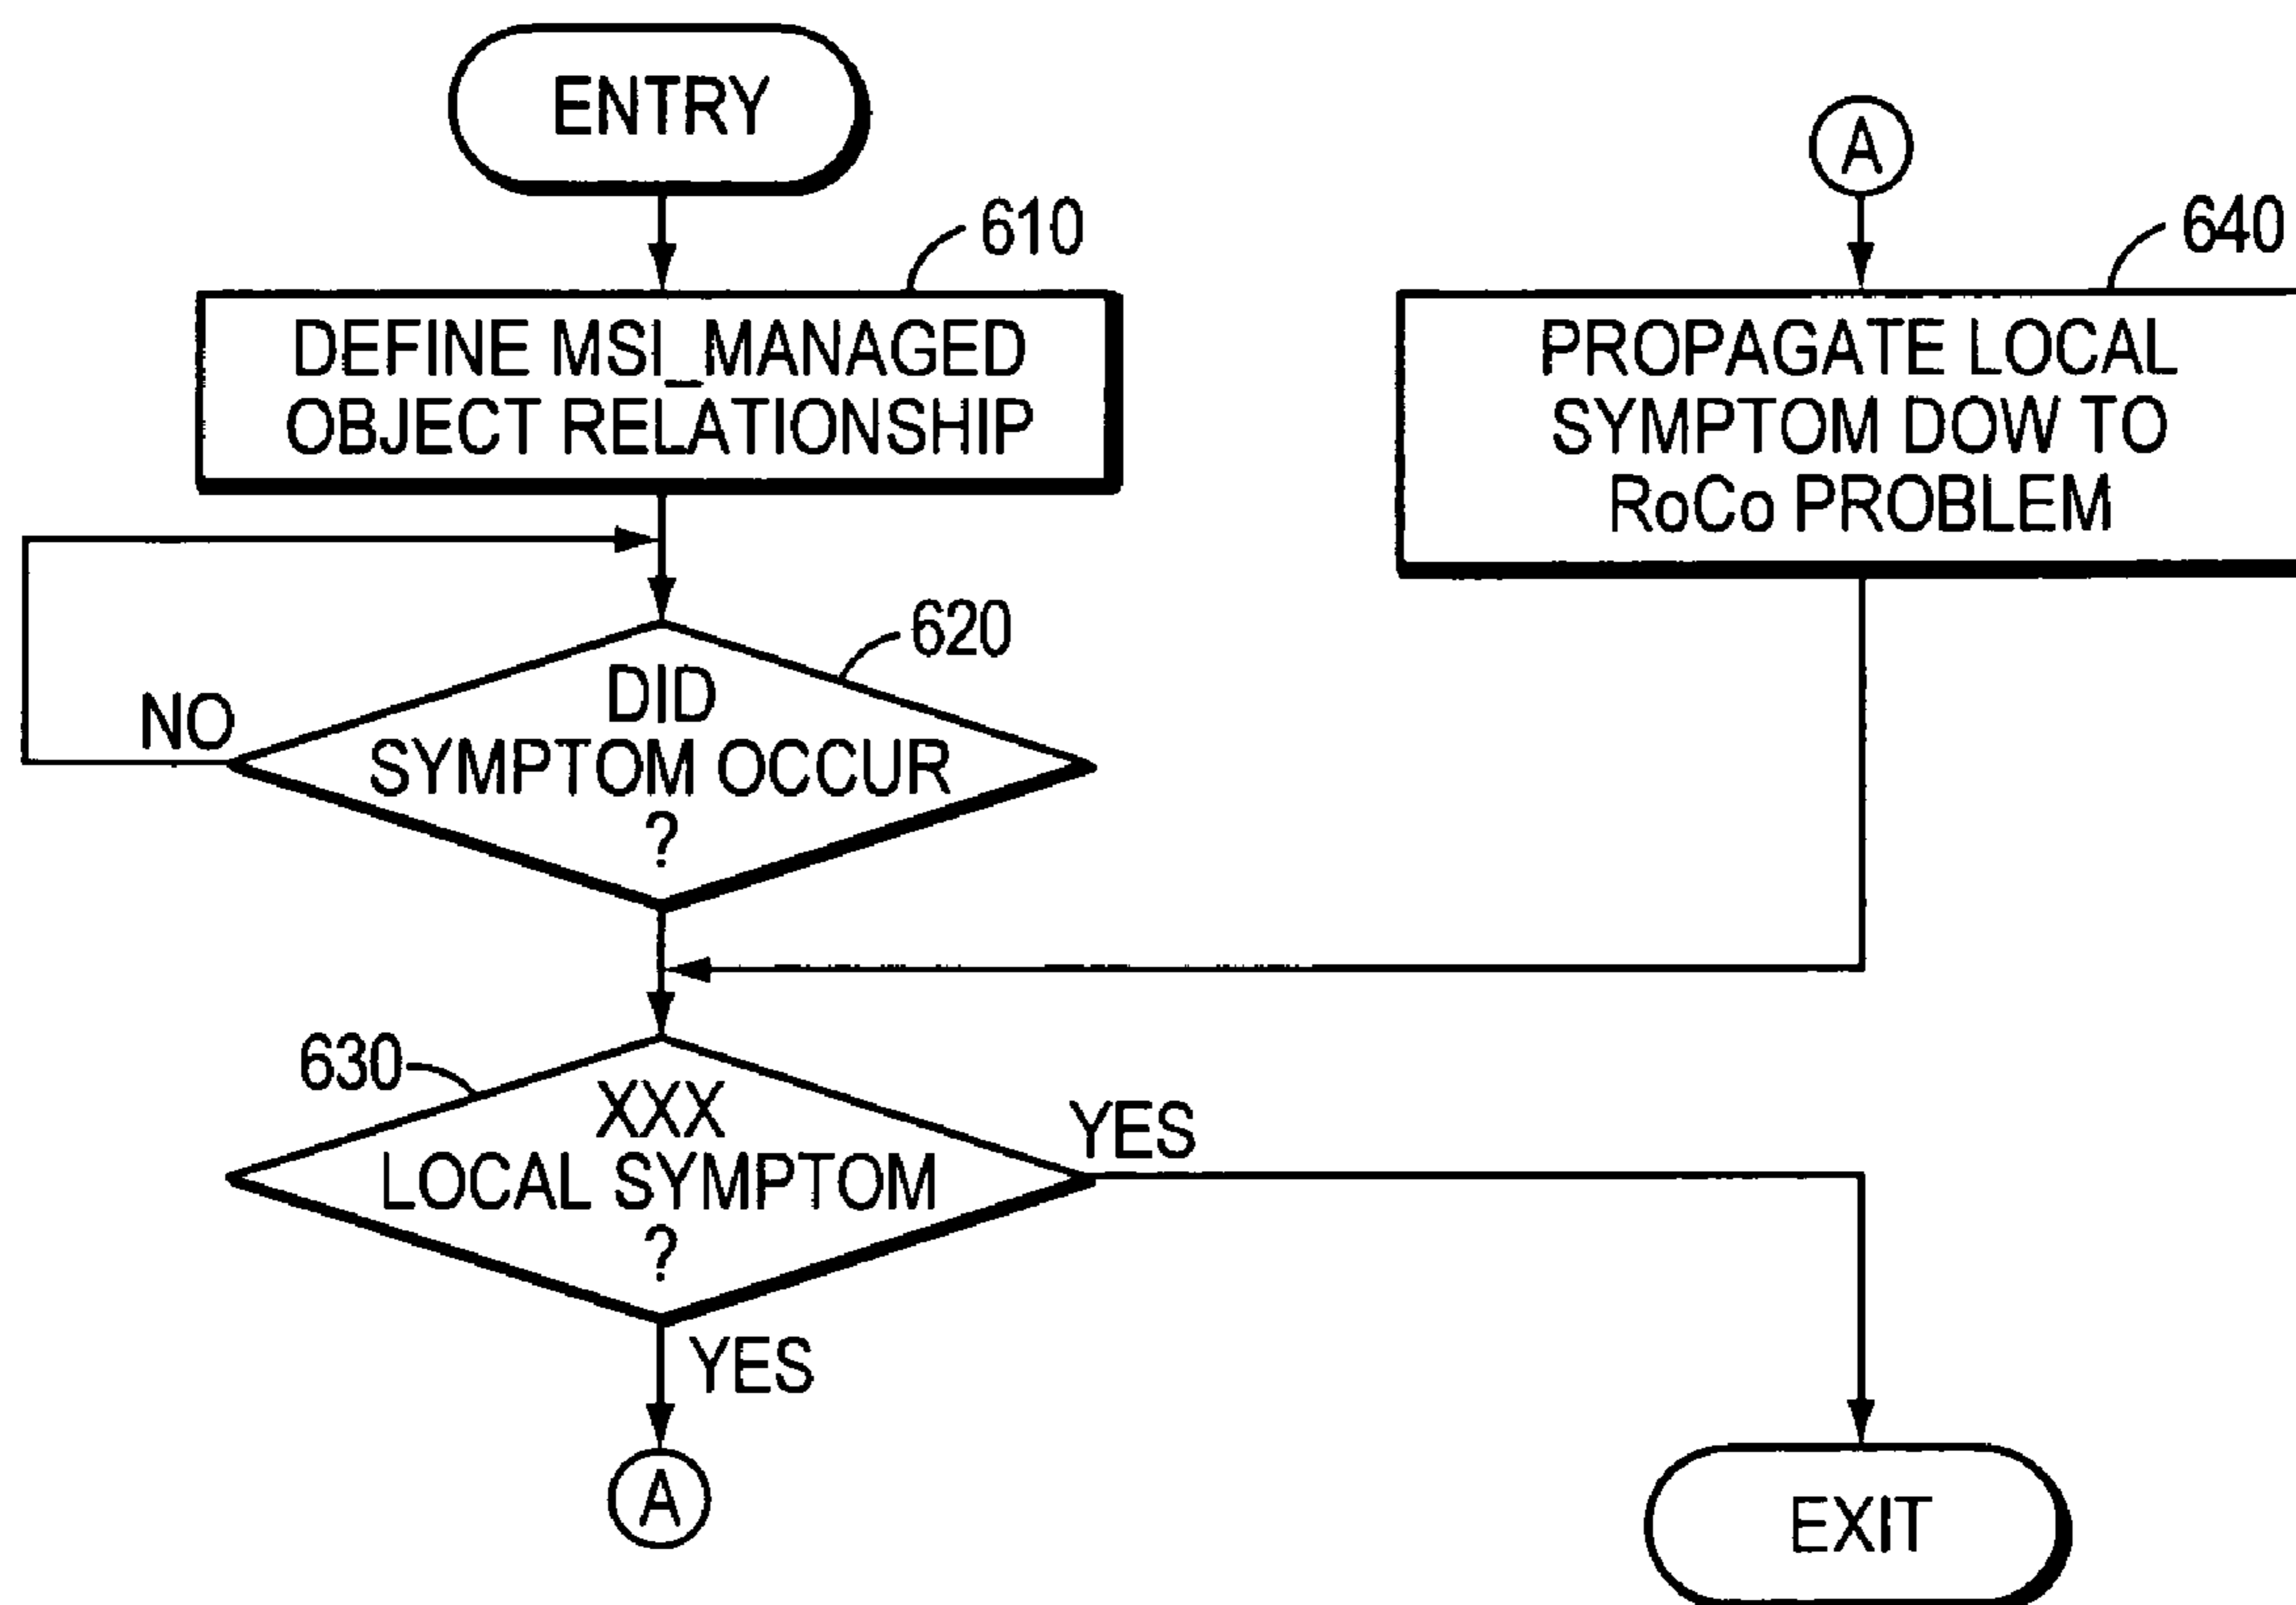 ENTRY
610
DEFINE MSI_MANAGED
OBJECT RELATIONSHIP
620
DID
SYMPTOM OCCUR
?
NO
630
XXX
LOCAL SYMPTOM
?
YES
YES
A
A
640
PROPAGATE LOCAL
SYMPTOM DOW TO
RoCo PROBLEM
EXIT